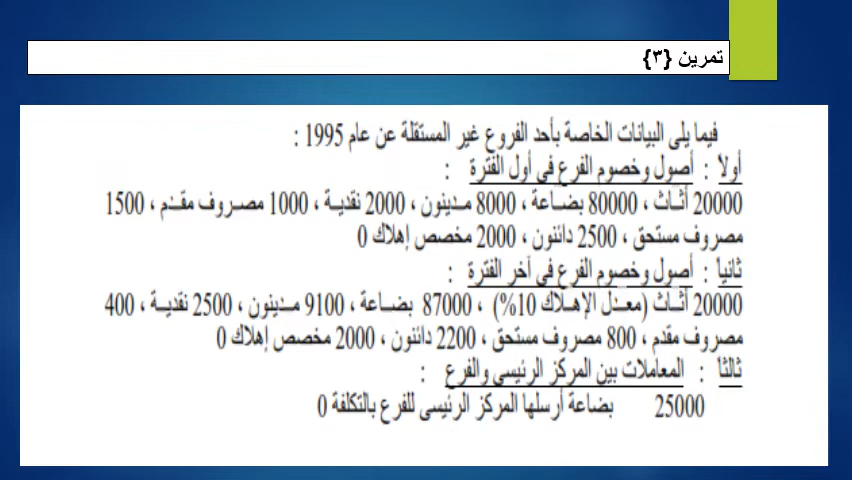 تمرين {٣}
فيما يلى البيانات الخاصة بأحد الفروع غير المستقلة عن عام 1995 :
أولاً : أصول وخصوم الفرع فى أول الفترة :
20000 أثاث ، 80000 بضاعة ، 8000 مدينون ، 2000 نقدية ، 1000 مصروف مقدم ، 1500
مصروف مستحق ، 2500 دائنون ، 2000 مخصص إهلاك 0
ثانياً : أصول وخصوم الفرع فى آخر الفترة :
20000 أثاث (معدل الإهلاك 10%) ، 87000 بضاعة ، 9100 مدينون ، 2500 نقدية ، 400
مصروف مقدم ، 800 مصروف مستحق ، 2200 دائنون ، 2000 مخصص إهلاك 0
ثالثاً : المعاملات بين المركز الرئيسى والفرع :
25000 بضاعة أرسلها المركز الرئيسى للفرع بالتكلفة 0